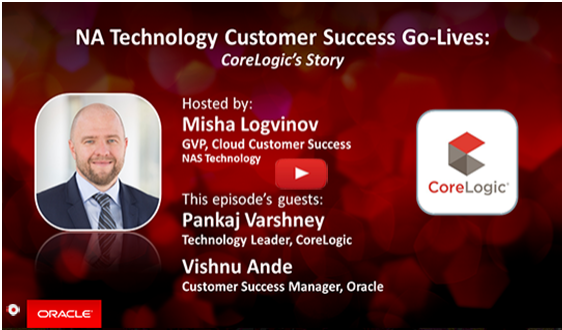 NA Technology Customer Success Go-Lives:
CoreLogic's Story
Hosted by:
Misha Logvinov
GVP, Cloud Customer Success
NAS Technology
This episode's guests:
Pankaj Varshney
Technology Leader, CoreLogic
Vishnu Ande
Customer Success Manager, Oracle
CoreLogic®
ORACLE®